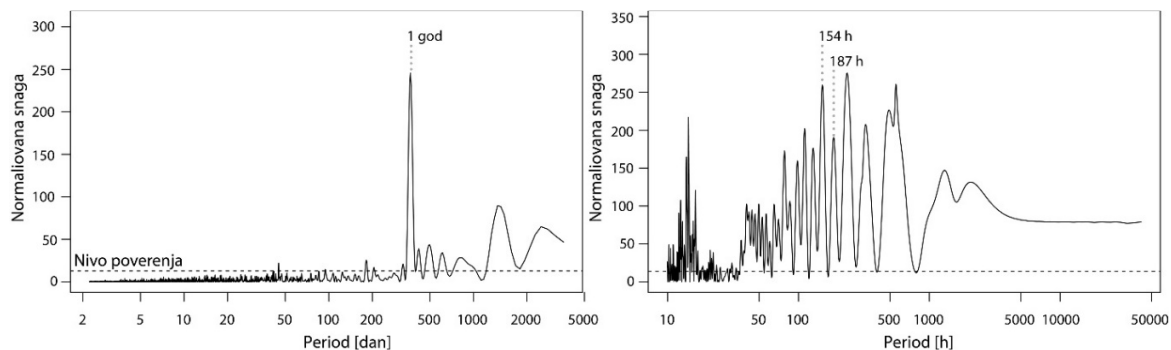 300
250
200
150
100
50
0
Normaliovana snaga
1 god
Nivo poverenja
2 5 10 20 50 100 200 500 1000 2000 5000
Period [dan]
350
300
250
200
150
100
50
0
Normaliovana snaga
154 h
187 h
10 50 100 500 1000 5000 10000 50000
Period [h]